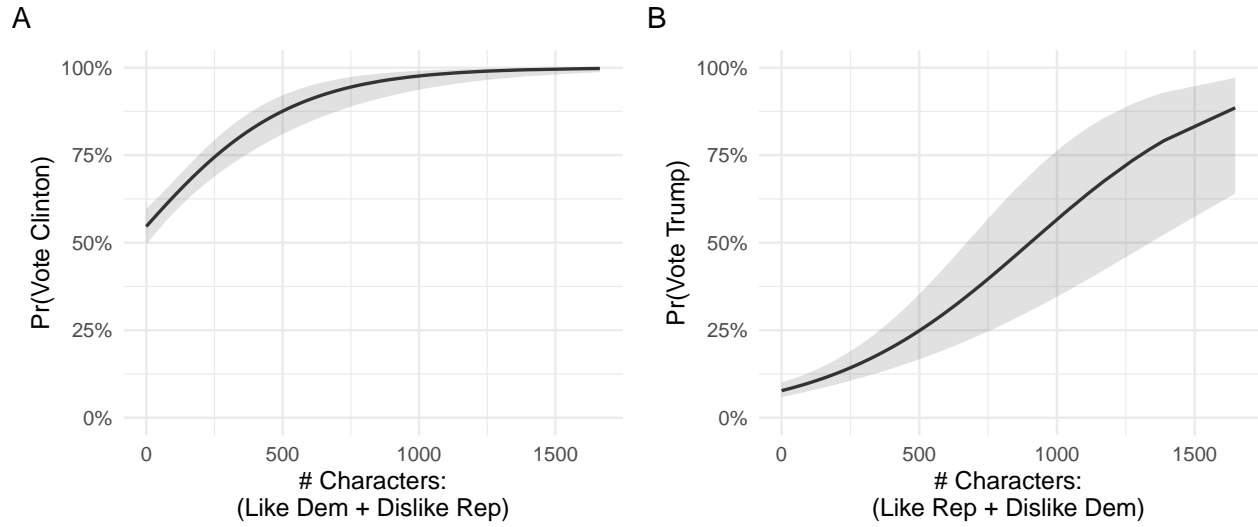 A
Pr(Vote Clinton)
100%
75%
50%
25%
0%
0 500 1000 1500
# Characters:
(Like Dem + Dislike Rep)
B
Pr(Vote Trump)
100%
75%
50%
25%
0%
0 500 1000 1500
# Characters:
(Like Rep + Dislike Dem)